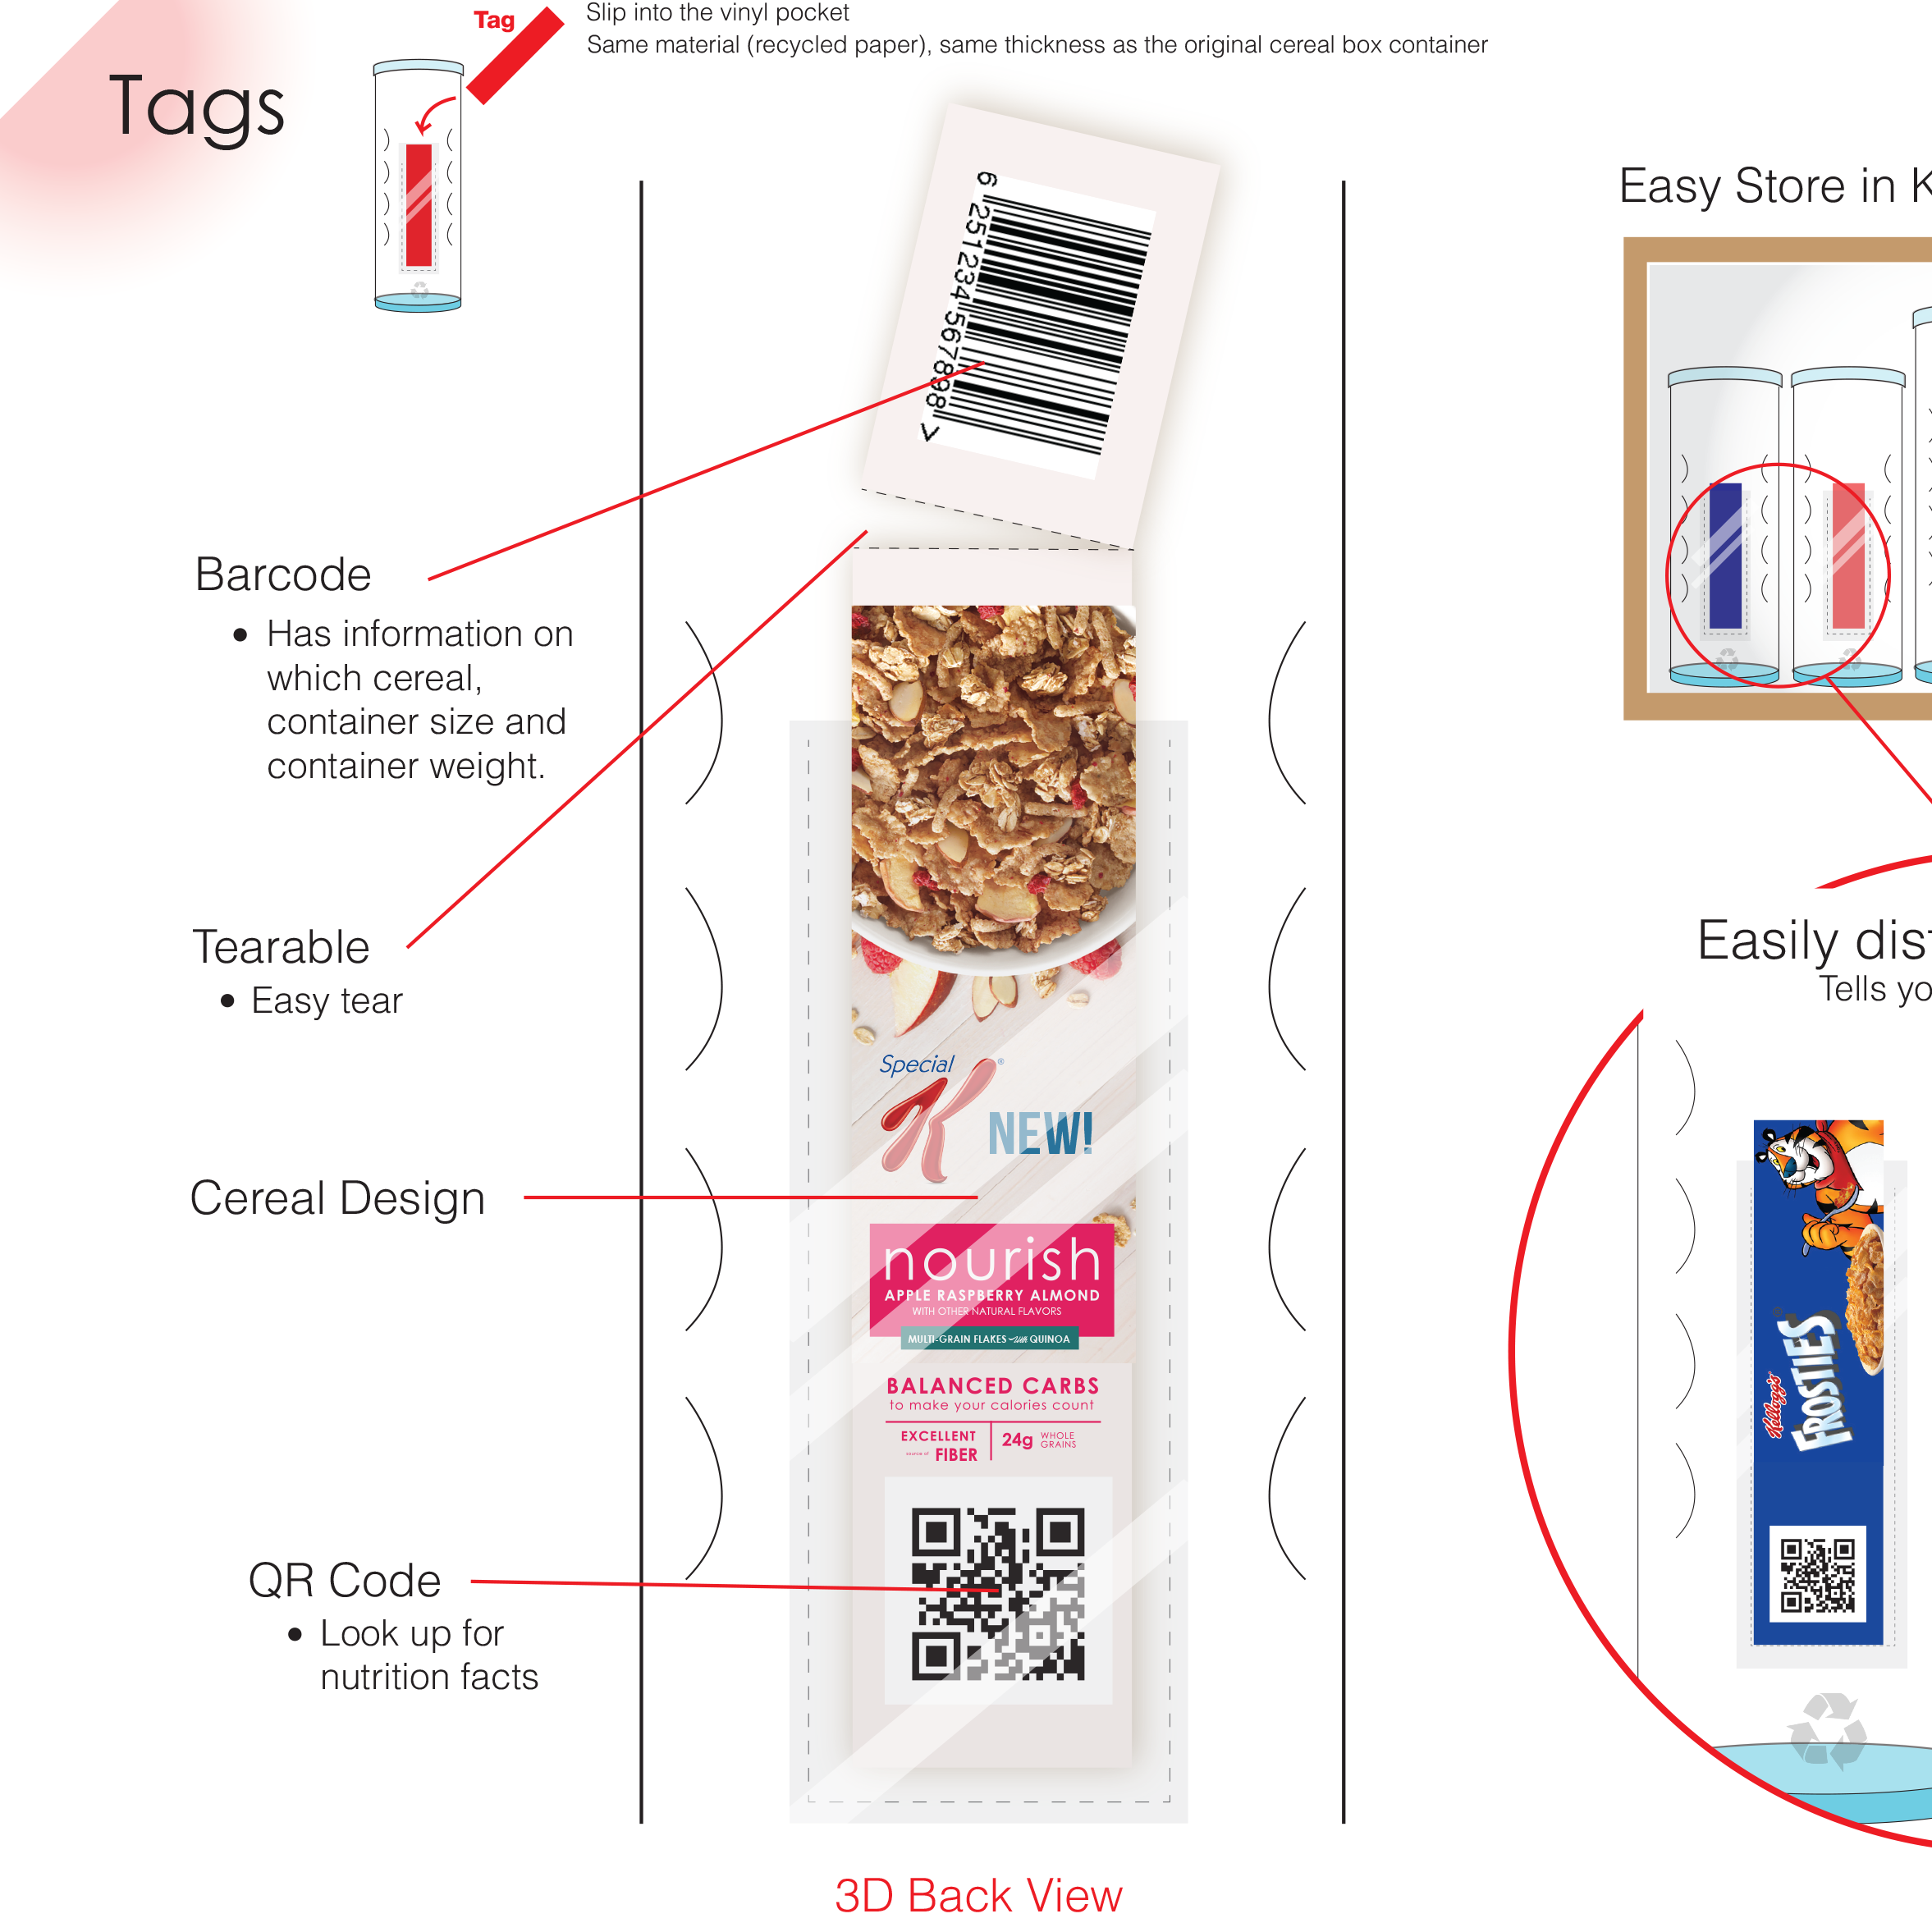 Tags
Tag
Slip into the vinyl pocket
Same material (recycled paper), same thickness as the original cereal box container
6 251234 567898 >
Barcode
• Has information on
which cereal,
container size and
container weight.
Tearable
• Easy tear
Cereal Design
QR Code
• Look up for
nutrition facts
Special
K®
NEW!
nourish
APPLE RASPBERRY ALMOND
WITH OTHER NATURAL FLAVORS
MULTI-GRAIN FLAKES with QUINOA
BALANCED CARBS
to make your calories count
EXCELLENT
source of FIBER
24g WHOLE
GRAINS
3D Back View
Easy Store in K
Easily dist
Tells yo
Kellogg's
FROSTIES